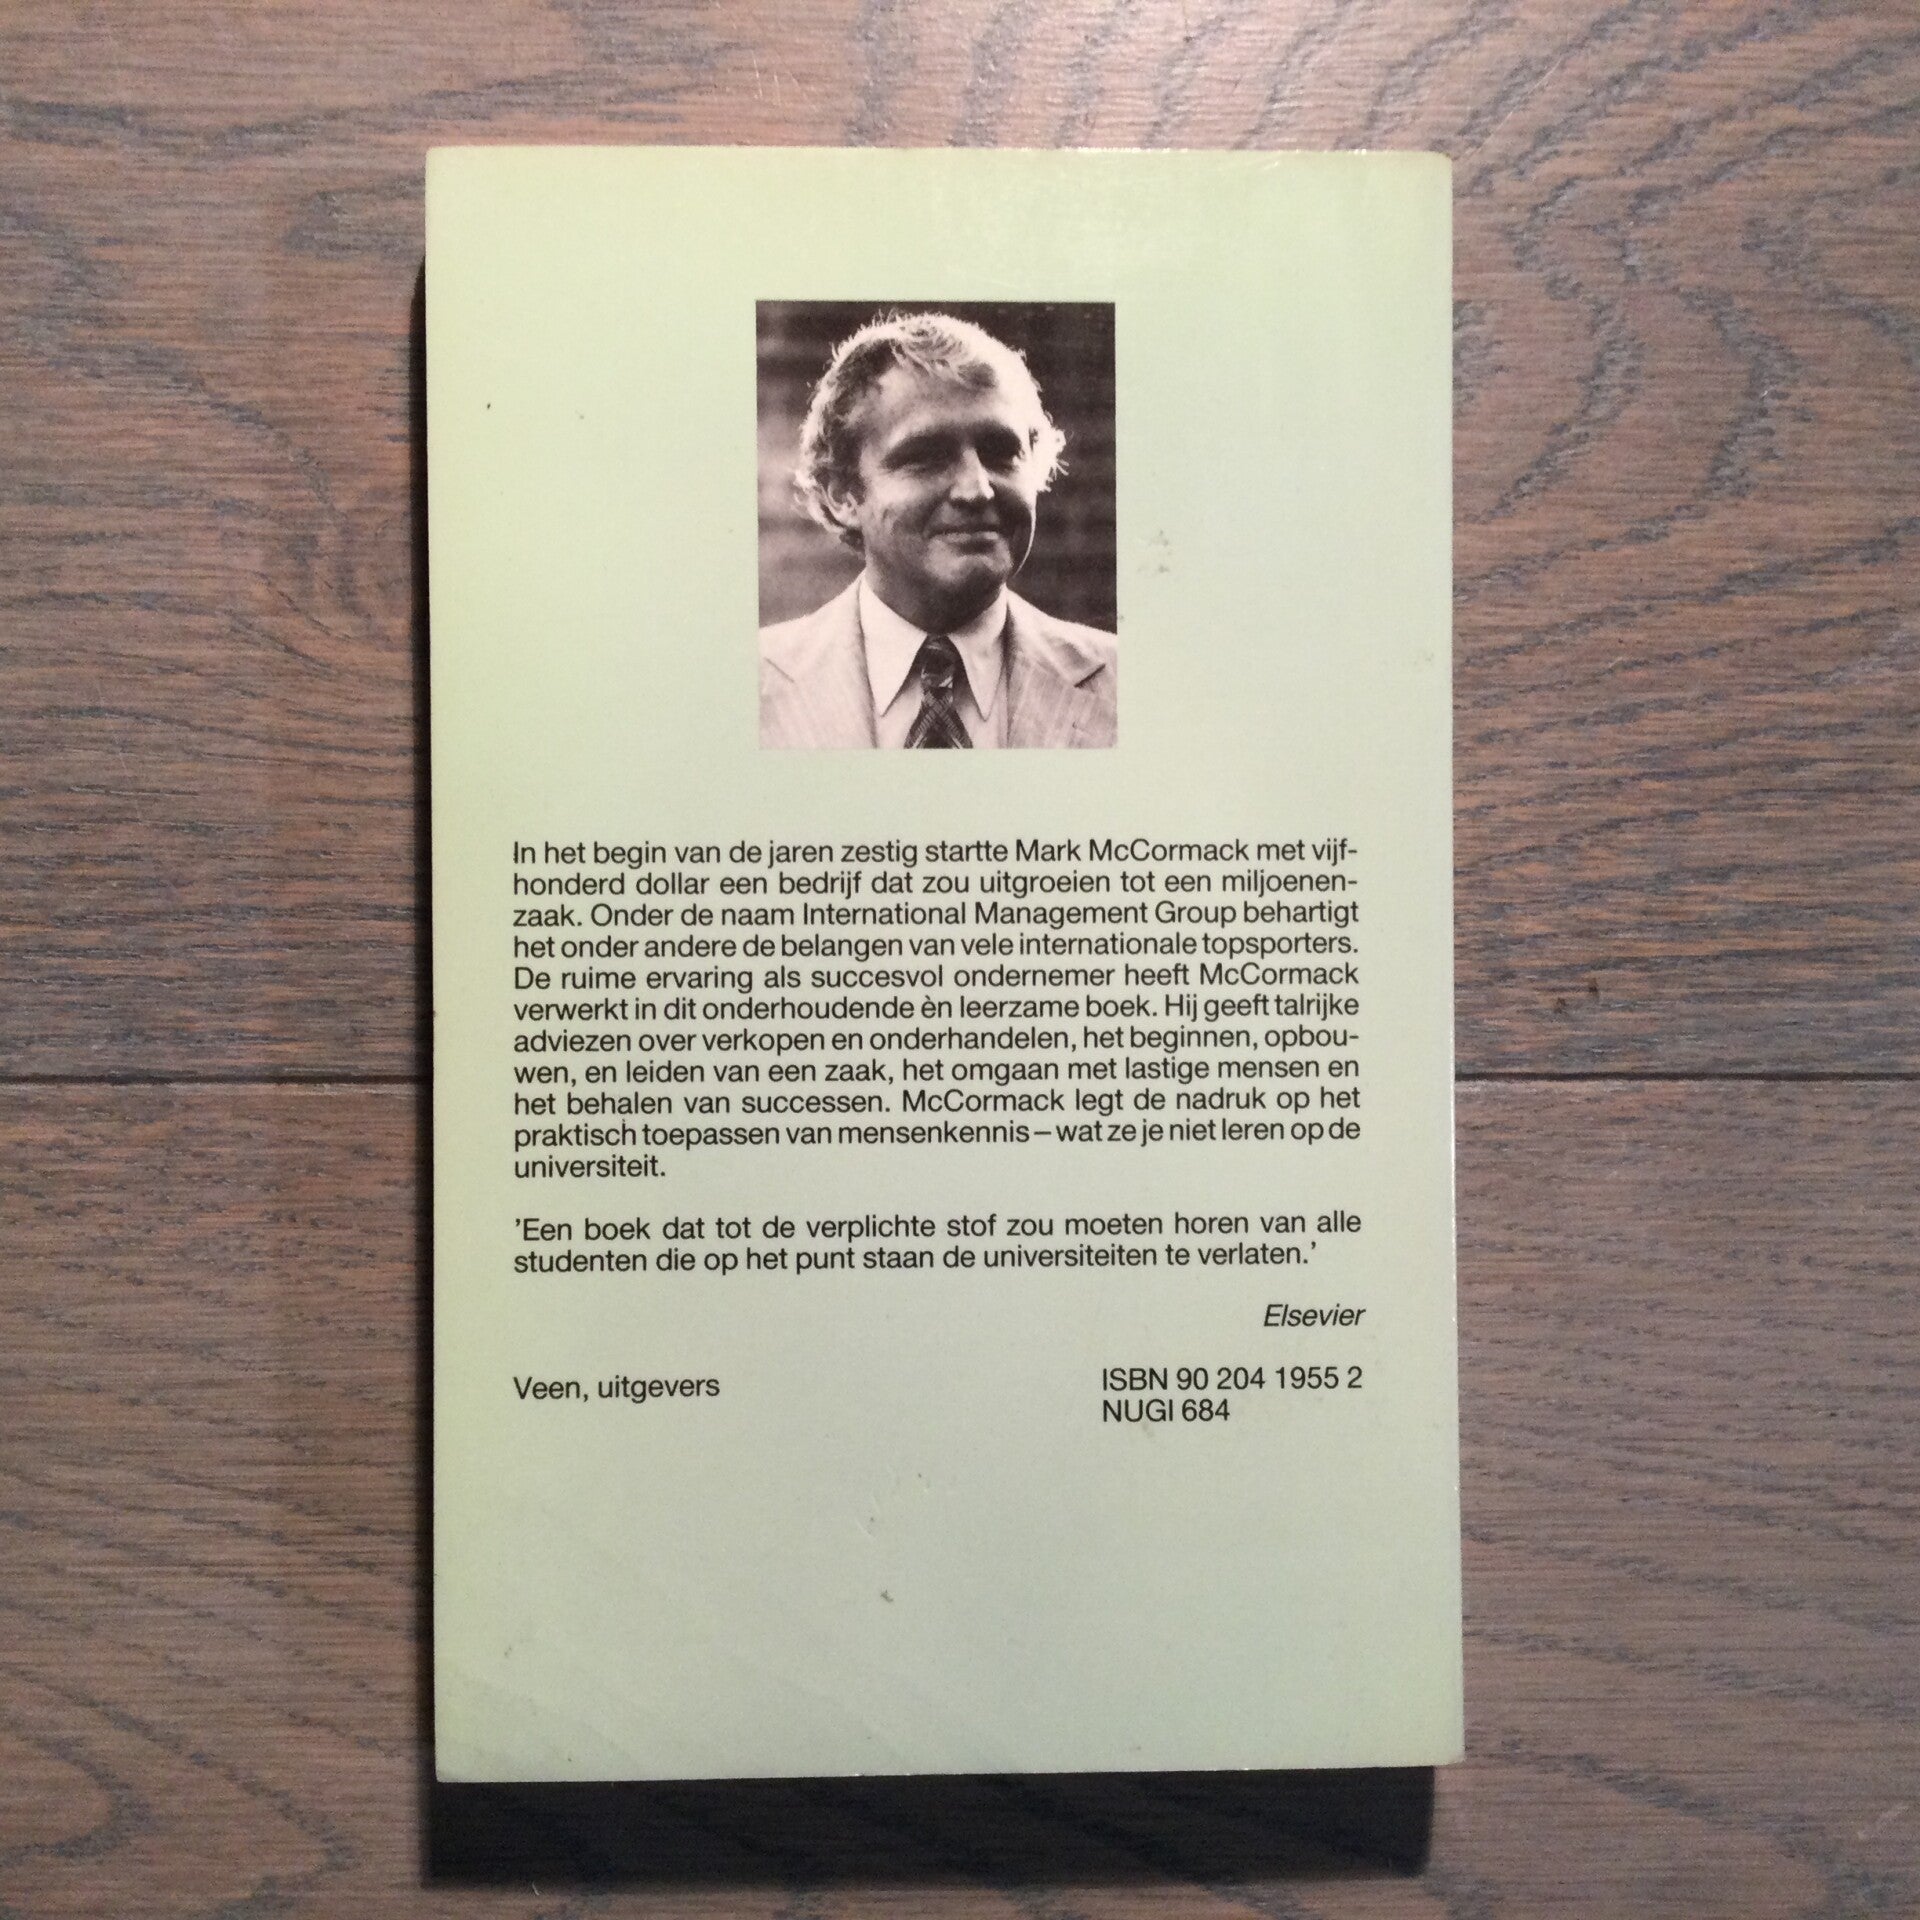 In het begin van de jaren zestig startte Mark McCormack met vijf-
honderd dollar een bedrijf dat zou uitgroeien tot een miljoenen-
zaak. Onder de naam International Management Group behartigt
het onder andere de belangen van vele internationale topsporters.
De ruime ervaring als succesvol ondernemer heeft McCormack
verwerkt in dit onderhoudende èn leerzame boek. Hij geeft talrijke
adviezen over verkopen en onderhandelen, het beginnen, opbou-
wen, en leiden van een zaak, het omgaan met lastige mensen en
het behalen van successen. McCormack legt de nadruk op het
praktisch toepassen van mensenkennis – wat ze je niet leren op de
universiteit.
'Een boek dat tot de verplichte stof zou moeten horen van alle
studenten die op het punt staan de universiteiten te verlaten.'
Elsevier
Veen, uitgevers
ISBN 90 204 1955 2
NUGI 684